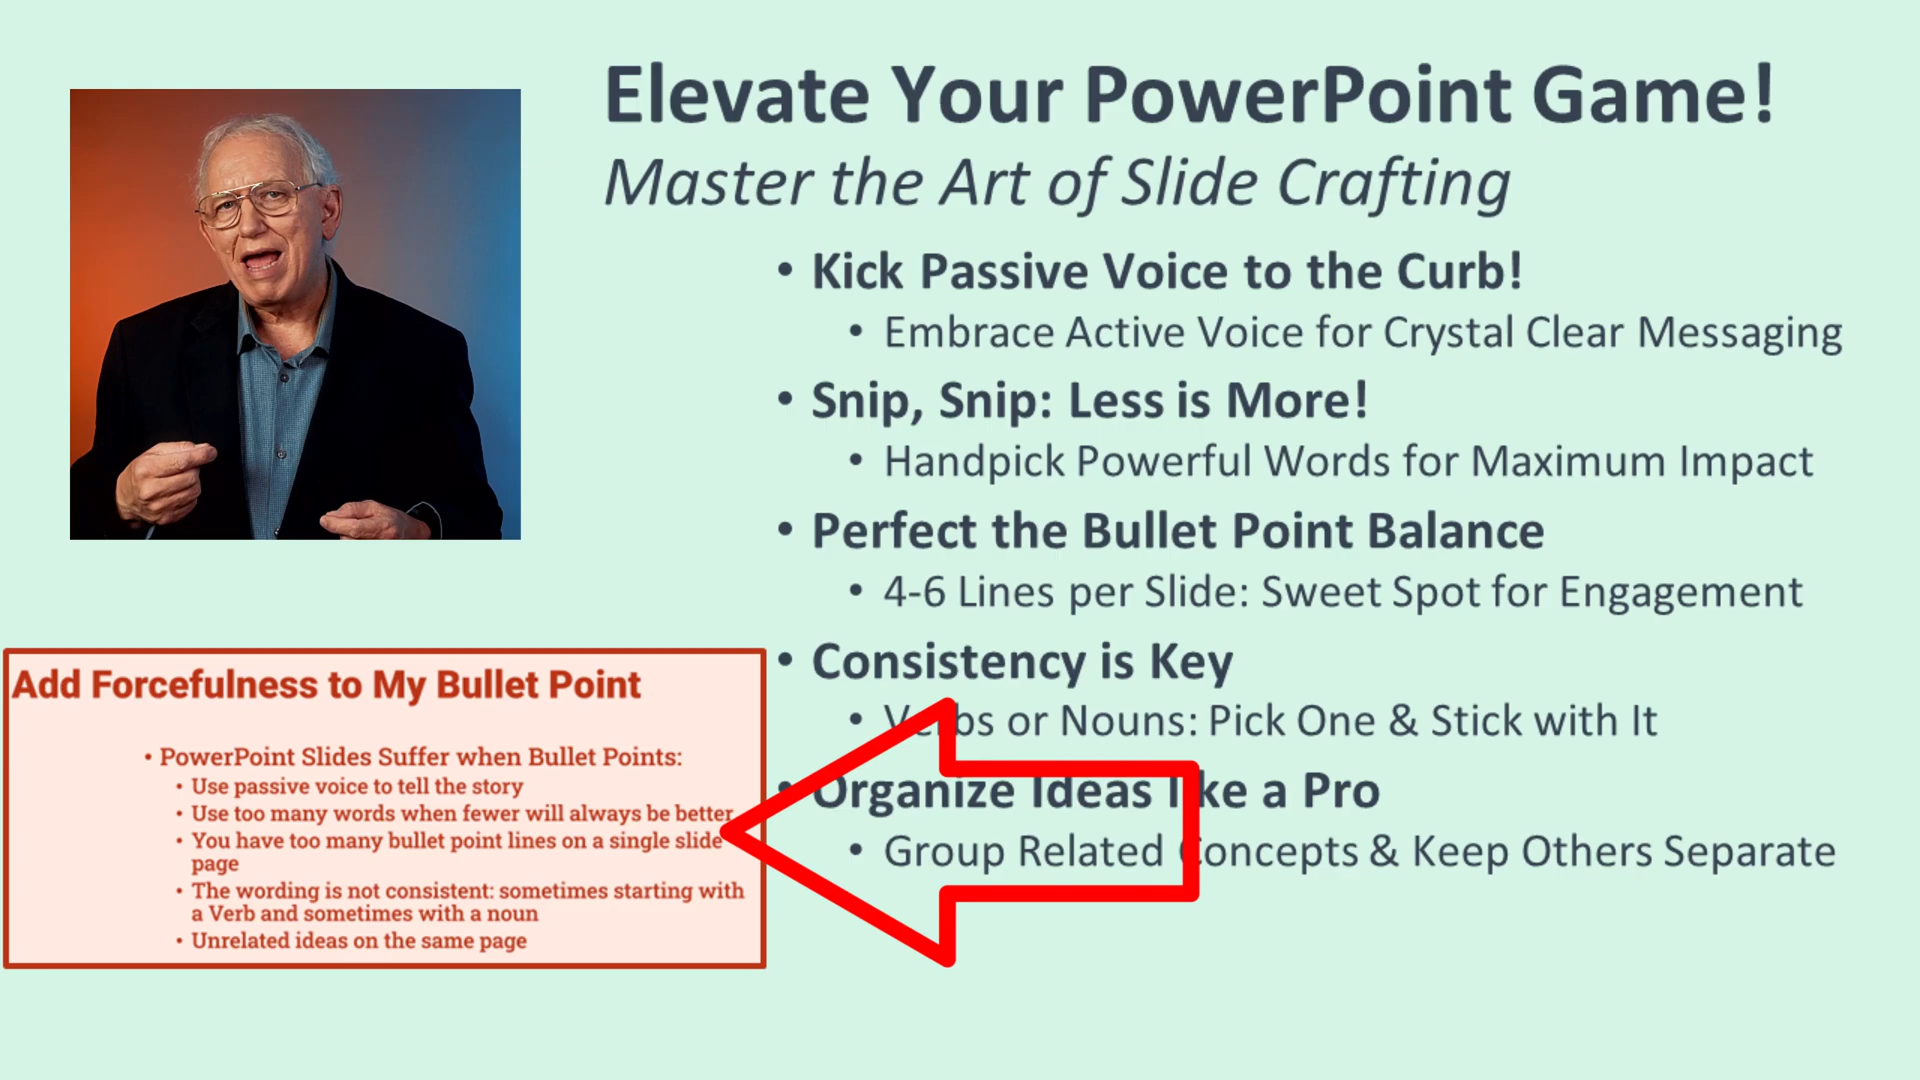 Elevate Your PowerPoint Game!
Master the Art of Slide Crafting
• Kick Passive Voice to the Curb!
• Embrace Active Voice for Crystal Clear Messaging
• Snip, Snip: Less is More!
• Handpick Powerful Words for Maximum Impact
• Perfect the Bullet Point Balance
• 4-6 Lines per Slide: Sweet Spot for Engagement
• Consistency is Key
• Verbs or Nouns: Pick One & Stick with It
• Organize Ideas like a Pro
• Group Related Concepts & Keep Others Separate
Add Forcefulness to My Bullet Point
• PowerPoint Slides Suffer when Bullet Points:
• Use passive voice to tell the story
• Use too many words when fewer will always be better
• You have too many bullet point lines on a single slide
page
• The wording is not consistent: sometimes starting with
a Verb and sometimes with a noun
• Unrelated ideas on the same page